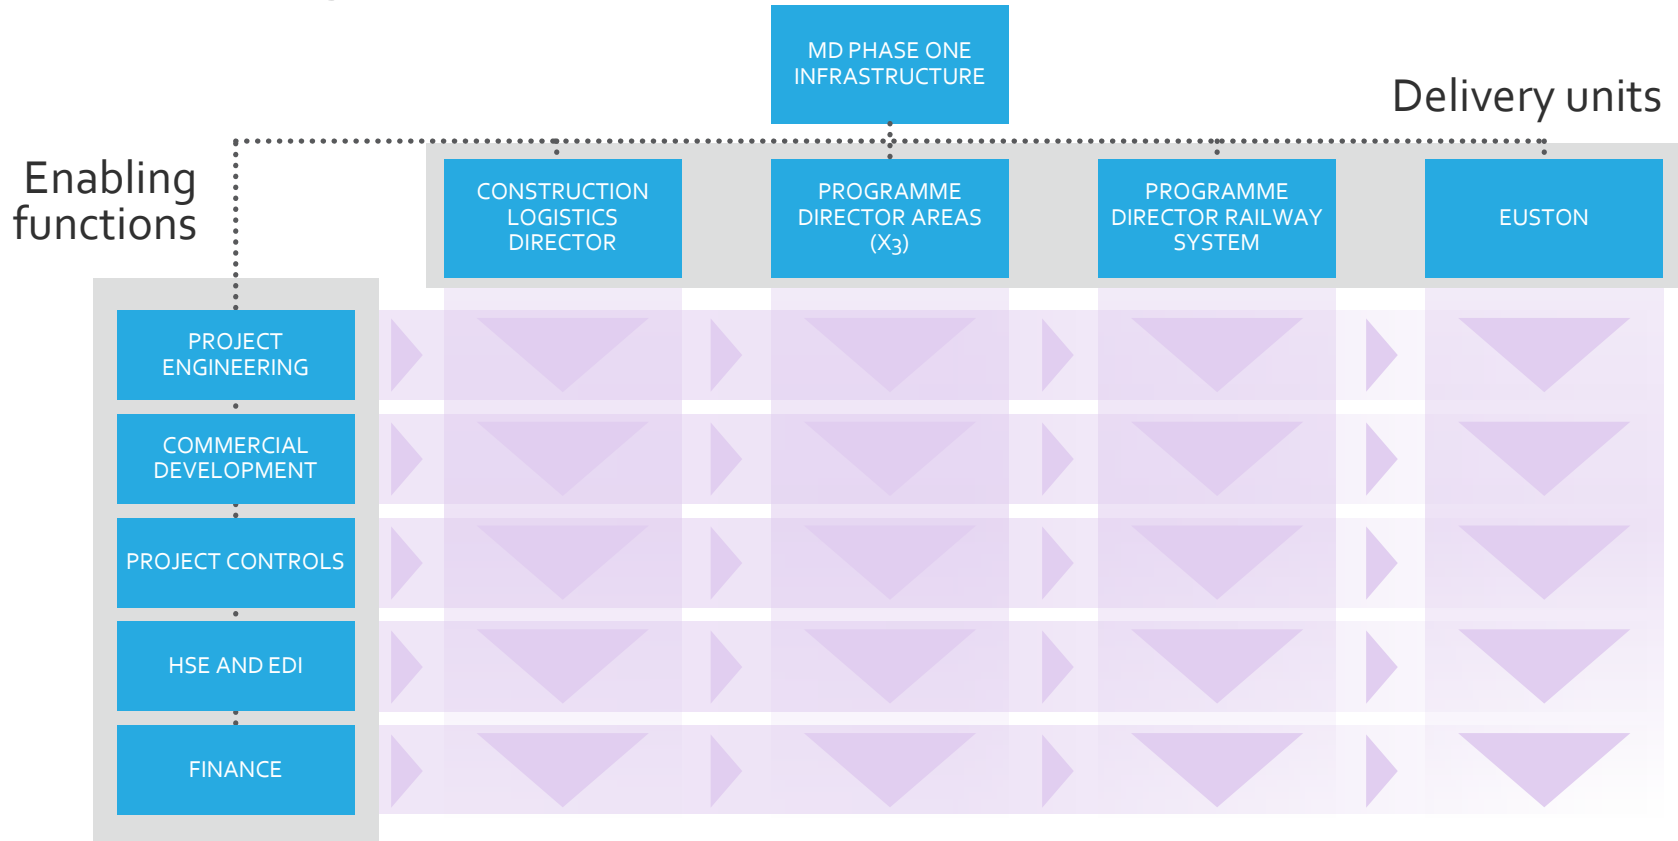 MD PHASE ONE
INFRASTRUCTURE
Delivery units
Enabling
functions
CONSTRUCTION
LOGISTICS
DIRECTOR
PROGRAMME
DIRECTOR AREAS
(X3)
PROGRAMME
DIRECTOR RAILWAY
SYSTEM
EUSTON
PROJECT
ENGINEERING
COMMERCIAL
DEVELOPMENT
PROJECT CONTROLS
HSE AND EDI
FINANCE